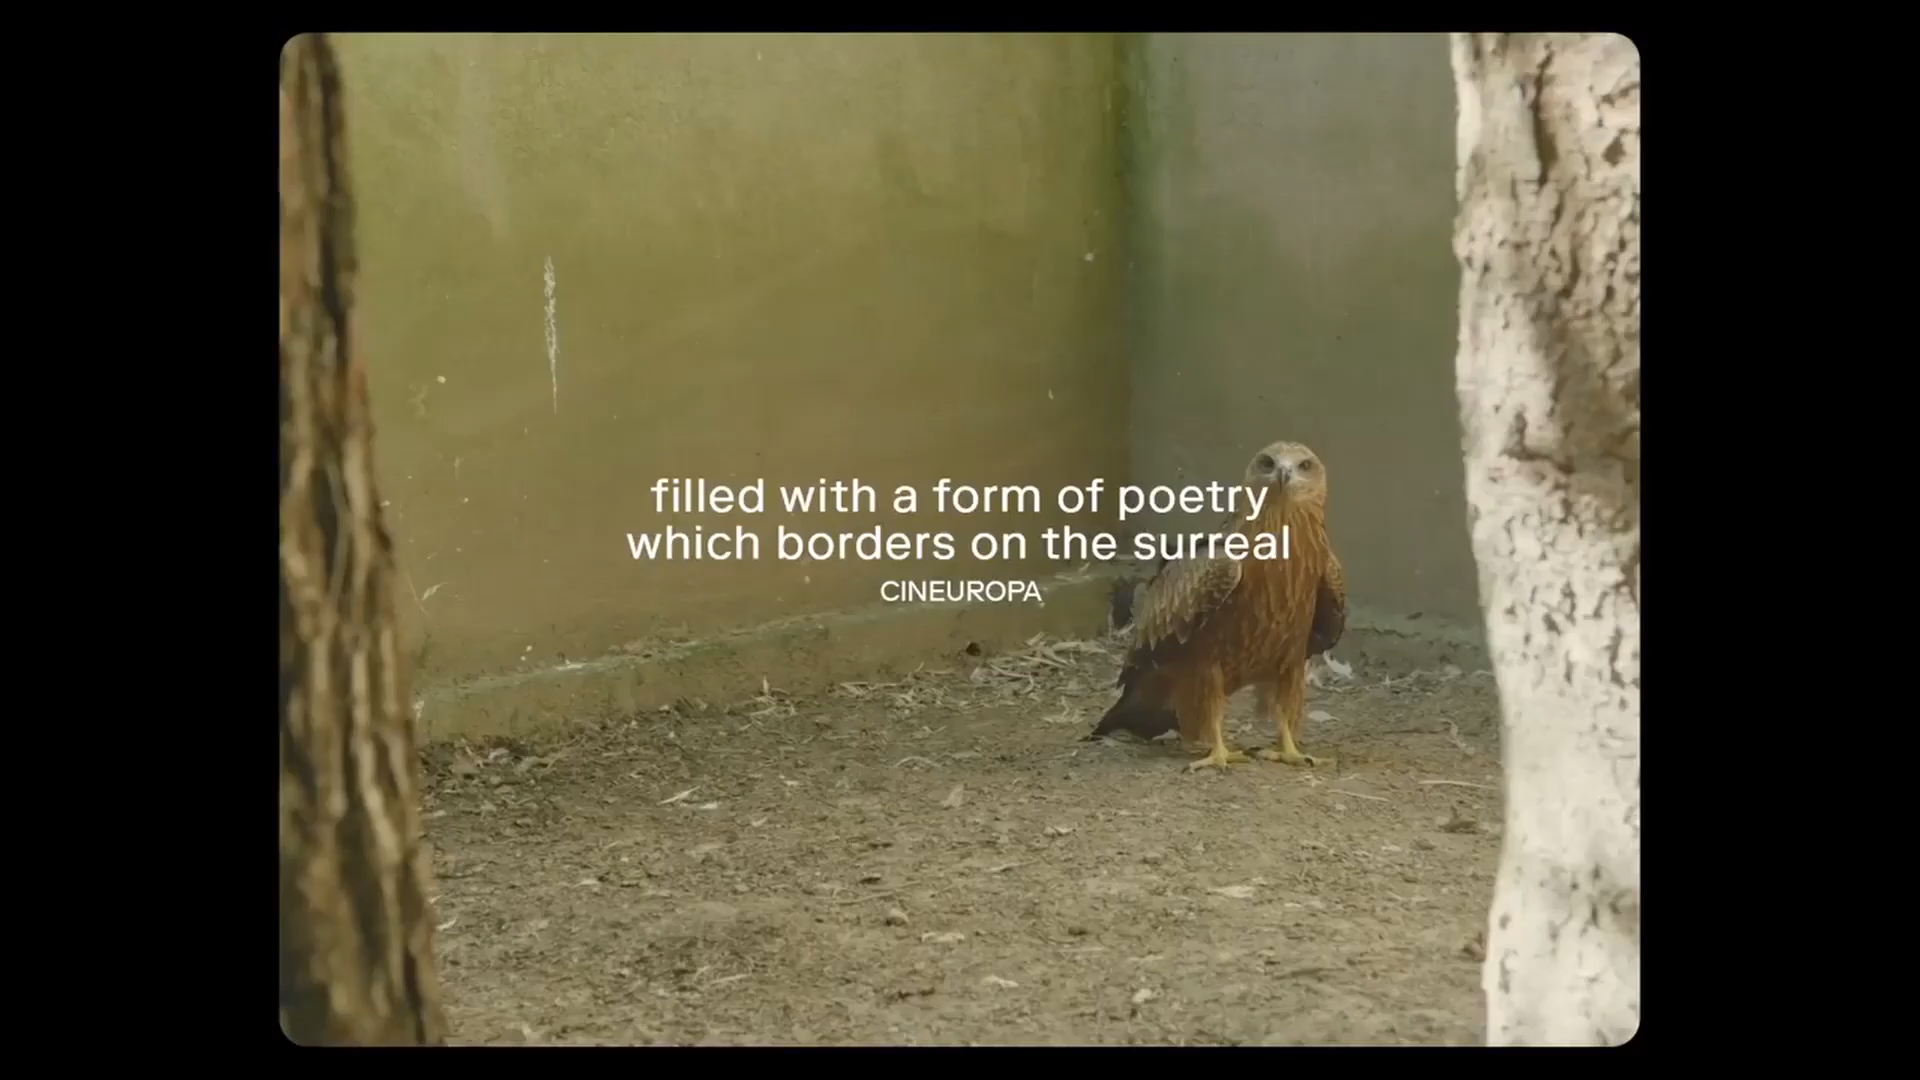 filled with a form of poetry
which borders on the surreal
CINEUROPA